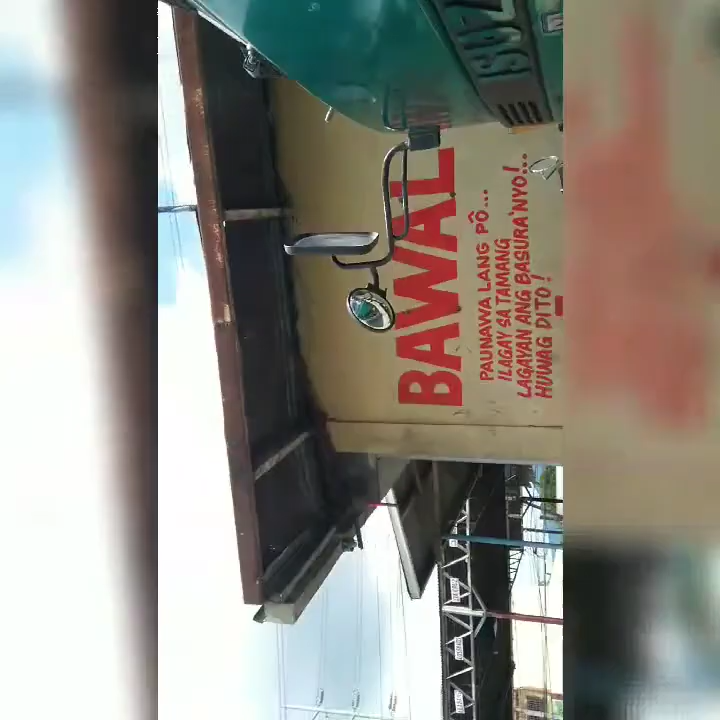 BAWAL
PAUNAWA LANG PÔ...
ILAGAY SA TAMANG
LAGAYAN ANG BASURA'NYO!..
HUWAG DITO!